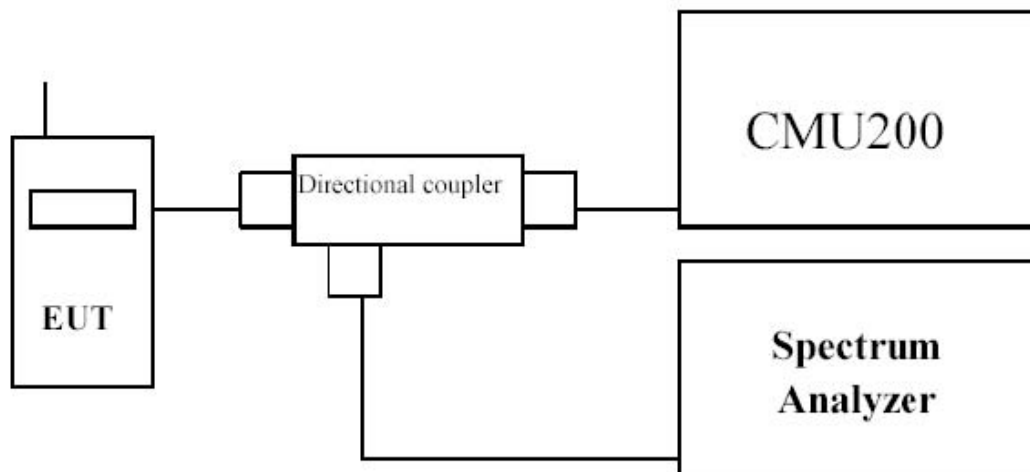 CMU200
Directional coupler
EUT
Spectrum
Analyzer